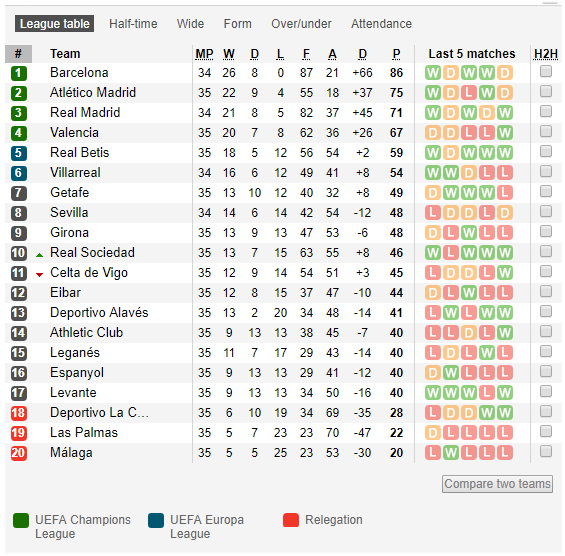 League table Half-time Wide Form Over/under Attendance
# Team MP W D L F A D P Last 5 matches H2H
1 Barcelona 34 26 8 0 87 21 +66 86 W D W W D
2 Atlético Madrid 35 22 9 4 55 18 +37 75 W D L W D
3 Real Madrid 34 21 8 5 82 37 +45 71 W D W D W
4 Valencia 35 20 7 8 62 36 +26 67 D D L L W
5 Real Betis 35 18 5 12 56 54 +2 59 W D W W W
6 Villarreal 34 16 6 12 49 41 +8 54 W W D L L
7 Getafe 35 13 10 12 40 32 +8 49 D W W W L
8 Sevilla 34 14 6 14 42 54 -12 48 L D D L D
9 Girona 35 13 9 13 47 53 -6 48 D L W L L
10 Real Sociedad 35 13 7 15 63 55 +8 46 W L W W W
11 Celta de Vigo 35 12 9 14 54 51 +3 45 L D D L W
12 Eibar 35 12 8 15 37 47 -10 44 D L W L L
13 Deportivo Alavés 35 13 2 20 34 48 -14 41 L W L W W
14 Athletic Club 35 9 13 13 38 45 -7 40 L L D L W
15 Leganés 35 11 7 17 29 43 -14 40 L D L W L
16 Espanyol 35 9 13 13 29 41 -12 40 D W L L L
17 Levante 35 9 13 13 34 50 -16 40 W W W L W
18 Deportivo La C... 35 6 10 19 34 69 -35 28 L D D W W
19 Las Palmas 35 5 7 23 23 70 -47 22 D L L L L
20 Málaga 35 5 5 25 23 53 -30 20 L W L L L
Compare two teams
UEFA Champions League UEFA Europa League Relegation